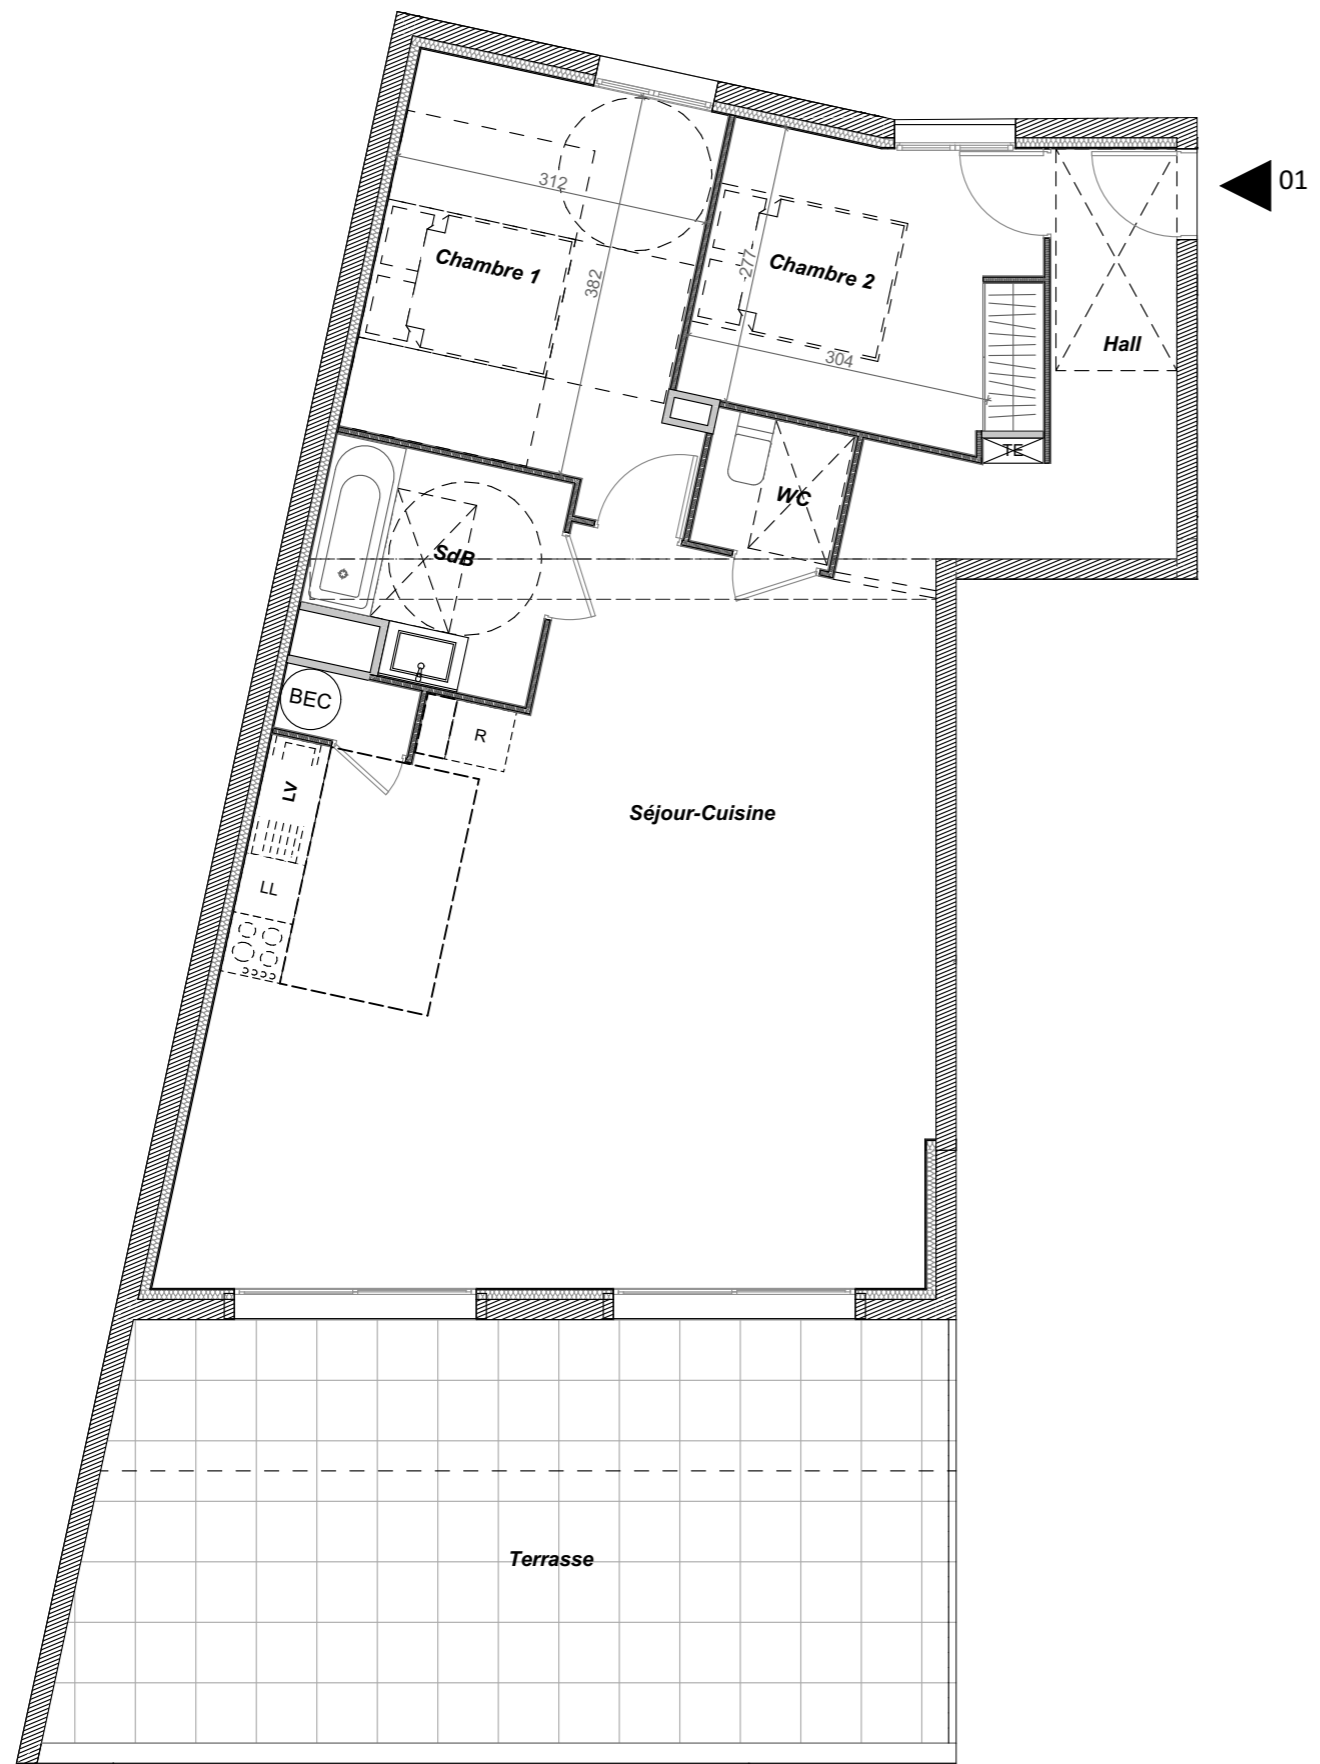 01
312
Chambre 1
382
277
Chambre 2
304
Hall
TE
WC
SdB
BEC
R
LV
LL
Séjour-Cuisine
Terrasse